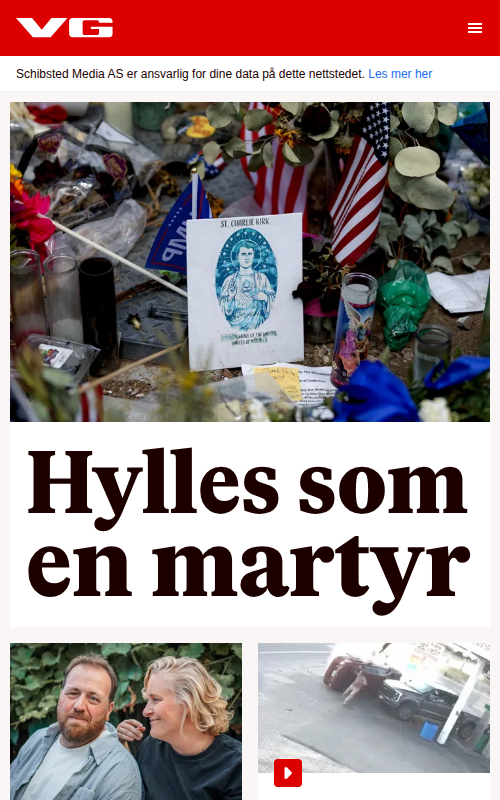 VG
Schibsted Media AS er ansvarlig for dine data på dette nettstedet. Les mer her
ST. CHARLIE KIRK
Hylles som
en martyr